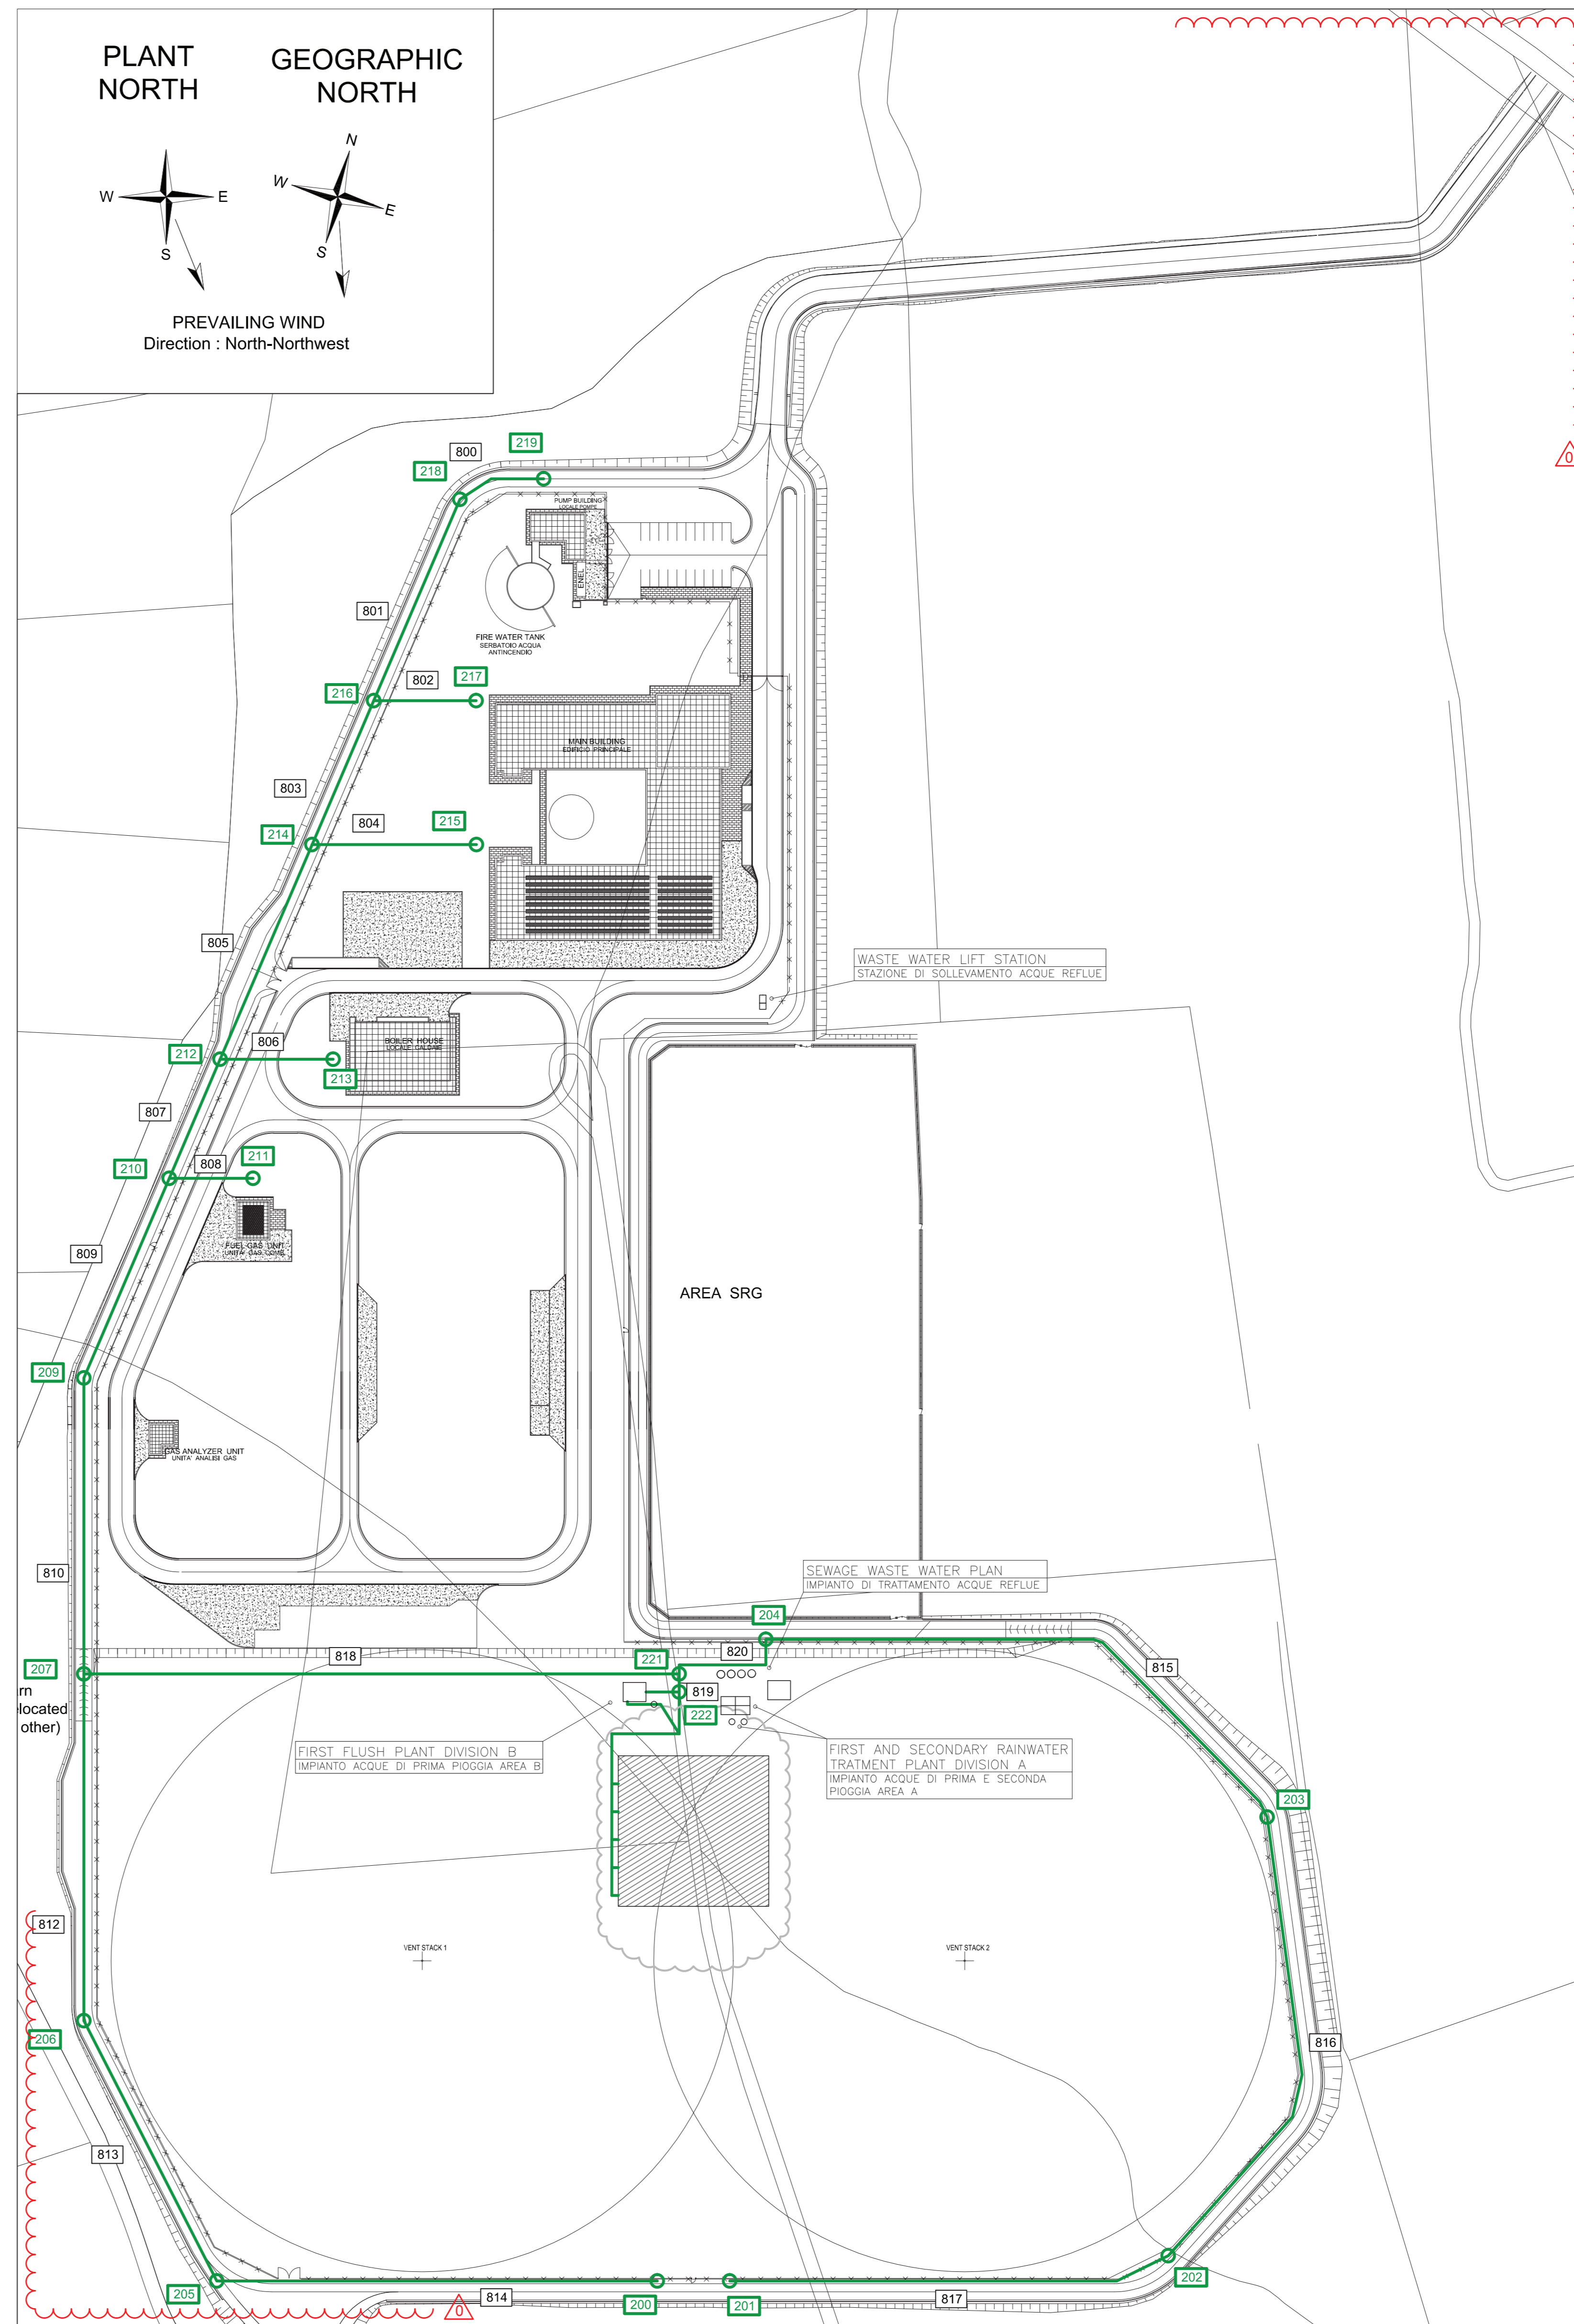 PLANT
NORTH
GEOGRAPHIC
NORTH
N
W
E
S
W
E
S
PREVAILING WIND
Direction : North-Northwest
0
800
219
218
PUMP BUILDING
LOCALE POMPE
ENEL
801
FIRE WATER TANK
SERBATOIO ACQUA
ANTINCENDIO
802
217
216
MAIN BUILDING
EDIFICIO PRINCIPALE
803
804
215
214
805
WASTE WATER LIFT STATION
STAZIONE DI SOLLEVAMENTO ACQUE REFLUE
806
BOILER HOUSE
LOCALE CALDAIE
212
213
807
808
211
210
FUEL GAS UNIT
UNITA' GAS COMB.
809
AREA SRG
209
GAS ANALYZER UNIT
UNITA' ANALISI GAS
810
SEWAGE WASTE WATER PLAN
IMPIANTO DI TRATTAMENTO ACQUE REFLUE
204
818
221
820
815
207
rn
located
other)
819
222
FIRST FLUSH PLANT DIVISION B
IMPIANTO ACQUE DI PRIMA PIOGGIA AREA B
FIRST AND SECONDARY RAINWATER
TRATMENT PLANT DIVISION A
IMPIANTO ACQUE DI PRIMA E SECONDA
PIOGGIA AREA A
203
812
VENT STACK 1
VENT STACK 2
206
816
813
205
0
814
200
201
817
202